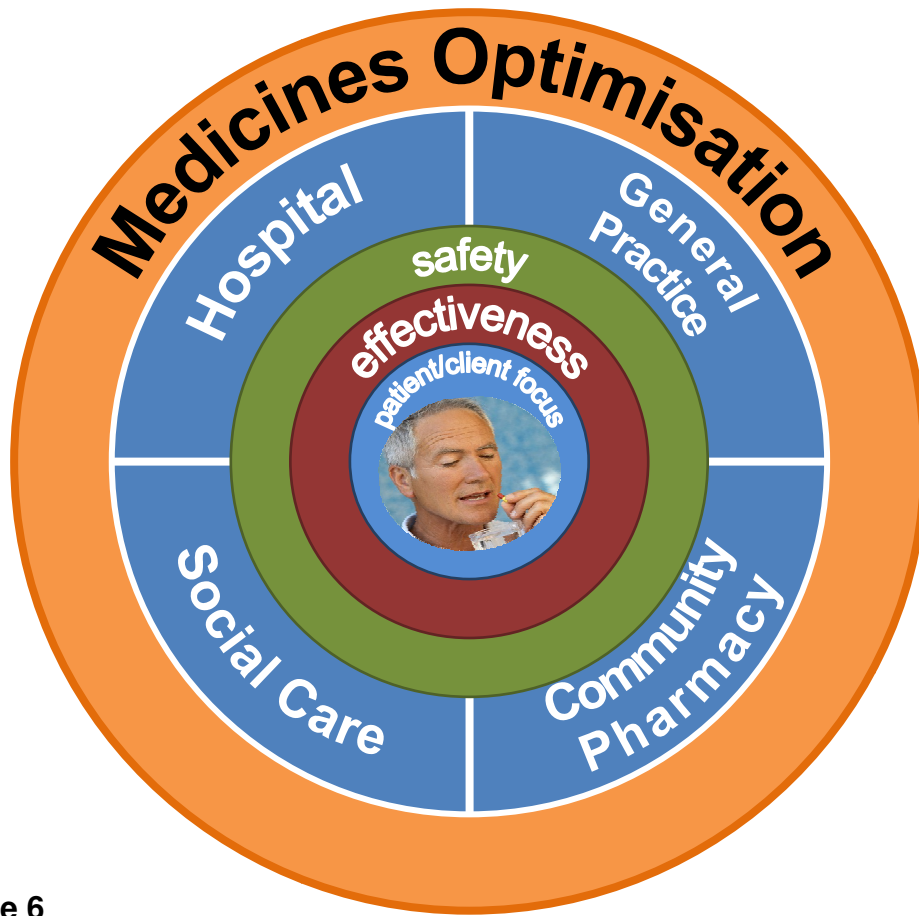 Medicines Optimisation
Hospital
General
Practice
safety
effectiveness
patient/client focus
Social Care
Community
Pharmacy
e 6